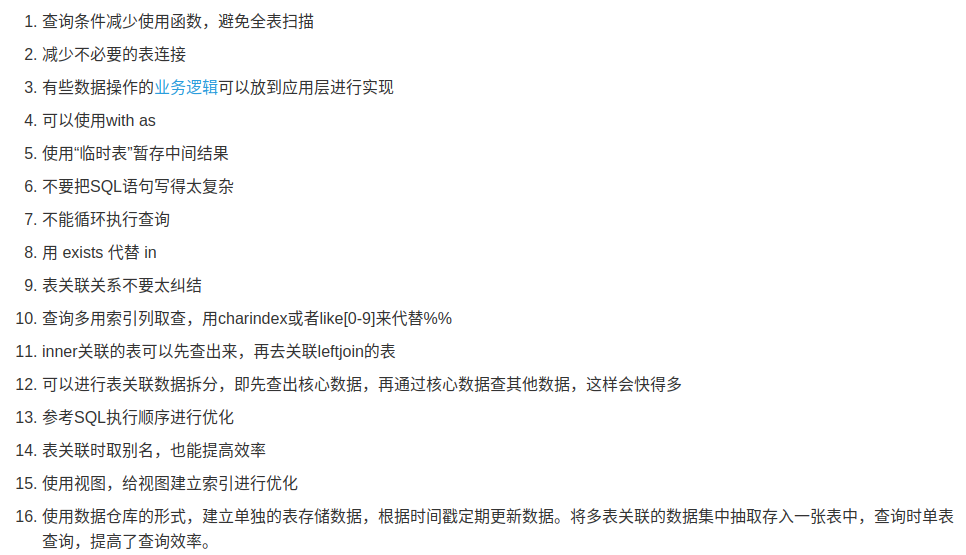 1. 查询条件减少使用函数，避免全表扫描
2. 减少不必要的表连接
3. 有些数据操作的业务逻辑可以放到应用层进行实现
4. 可以使用with as
5. 使用“临时表”暂存中间结果
6. 不要把SQL语句写得太复杂
7. 不能循环执行查询
8. 用 exists 代替 in
9. 表关联关系不要太纠结
10. 查询多用索引列取查，用charindex或者like[0-9]来代替%%
11. inner关联的表可以先查出来，再去关联leftjoin的表
12. 可以进行表关联数据拆分，即先查出核心数据，再通过核心数据查其他数据，这样会快得多
13. 参考SQL执行顺序进行优化
14. 表关联时取别名，也能提高效率
15. 使用视图，给视图建立索引进行优化
16. 使用数据仓库的形式，建立单独的表存储数据，根据时间戳定期更新数据。将多表关联的数据集中抽取存入一张表中，查询时单表
查询，提高了查询效率。